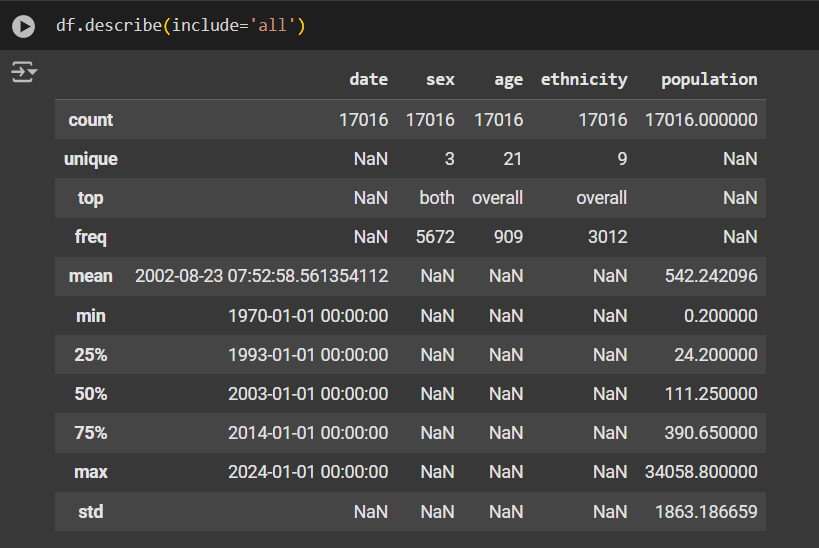 df.describe(include='all')
date sex age ethnicity population
count 17016 17016 17016 17016 17016.000000
unique NaN 3 21 9 NaN
top NaN both overall overall NaN
freq NaN 5672 909 3012 NaN
mean 2002-08-23 07:52:58.561354112 NaN NaN NaN 542.242096
min 1970-01-01 00:00:00 NaN NaN NaN 0.200000
25% 1993-01-01 00:00:00 NaN NaN NaN 24.200000
50% 2003-01-01 00:00:00 NaN NaN NaN 111.250000
75% 2014-01-01 00:00:00 NaN NaN NaN 390.650000
max 2024-01-01 00:00:00 NaN NaN NaN 34058.800000
std NaN NaN NaN NaN 1863.186659